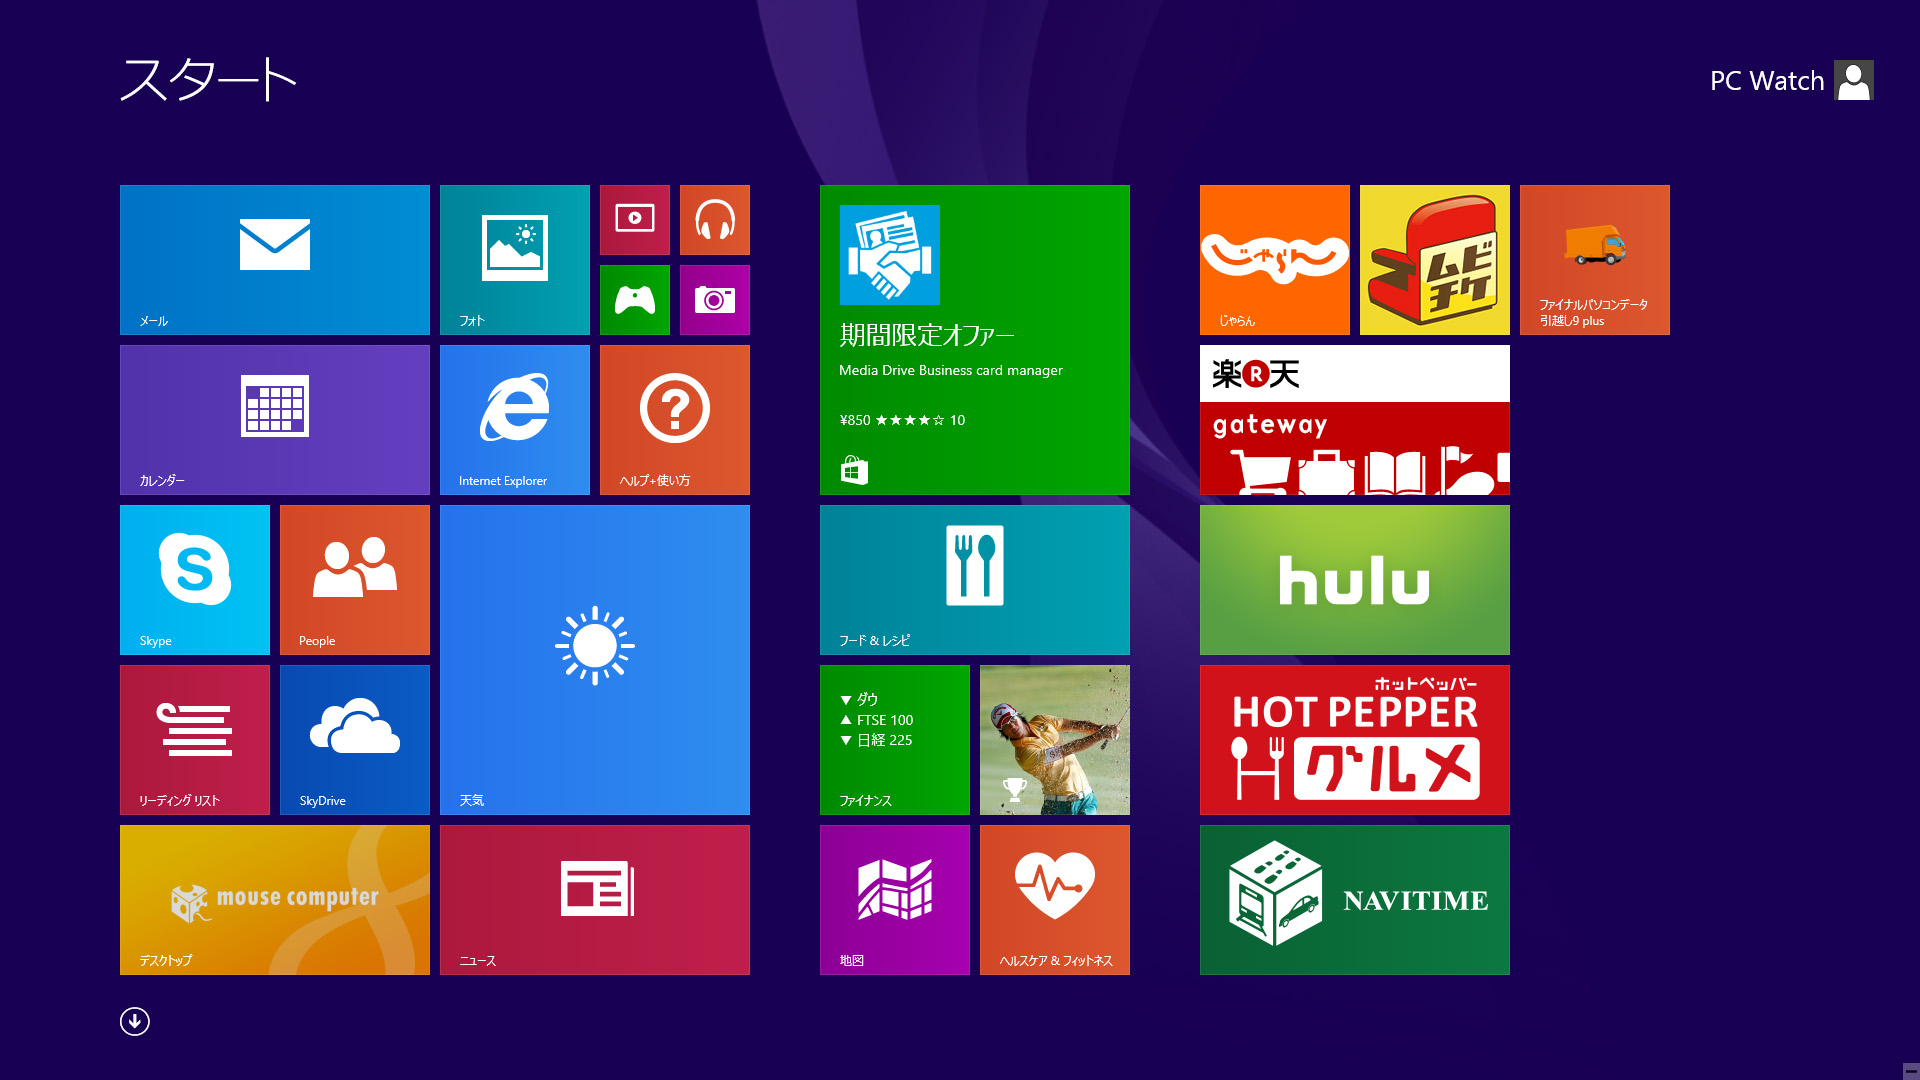 スタート
PC Watch
メール
フォト
カレンダー
Internet Explorer
ヘルプ+使い方
Skype
People
リーディング リスト
SkyDrive
天気
mouse computer
デスクトップ
ニュース
期間限定オファー
Media Drive Business card manager
¥850 ★★★★☆ 10
フード & レシピ
▼ ダウ
▲ FTSE 100
▼ 日経 225
ファイナンス
地図
ヘルスケア & フィットネス
じゃらん
じゃらん
ムビチケ
ファイナルパソコンデータ
引越し9 plus
楽R天
gateway
hulu
ホットペッパー
HOT PEPPER
グルメ
NAVITIME